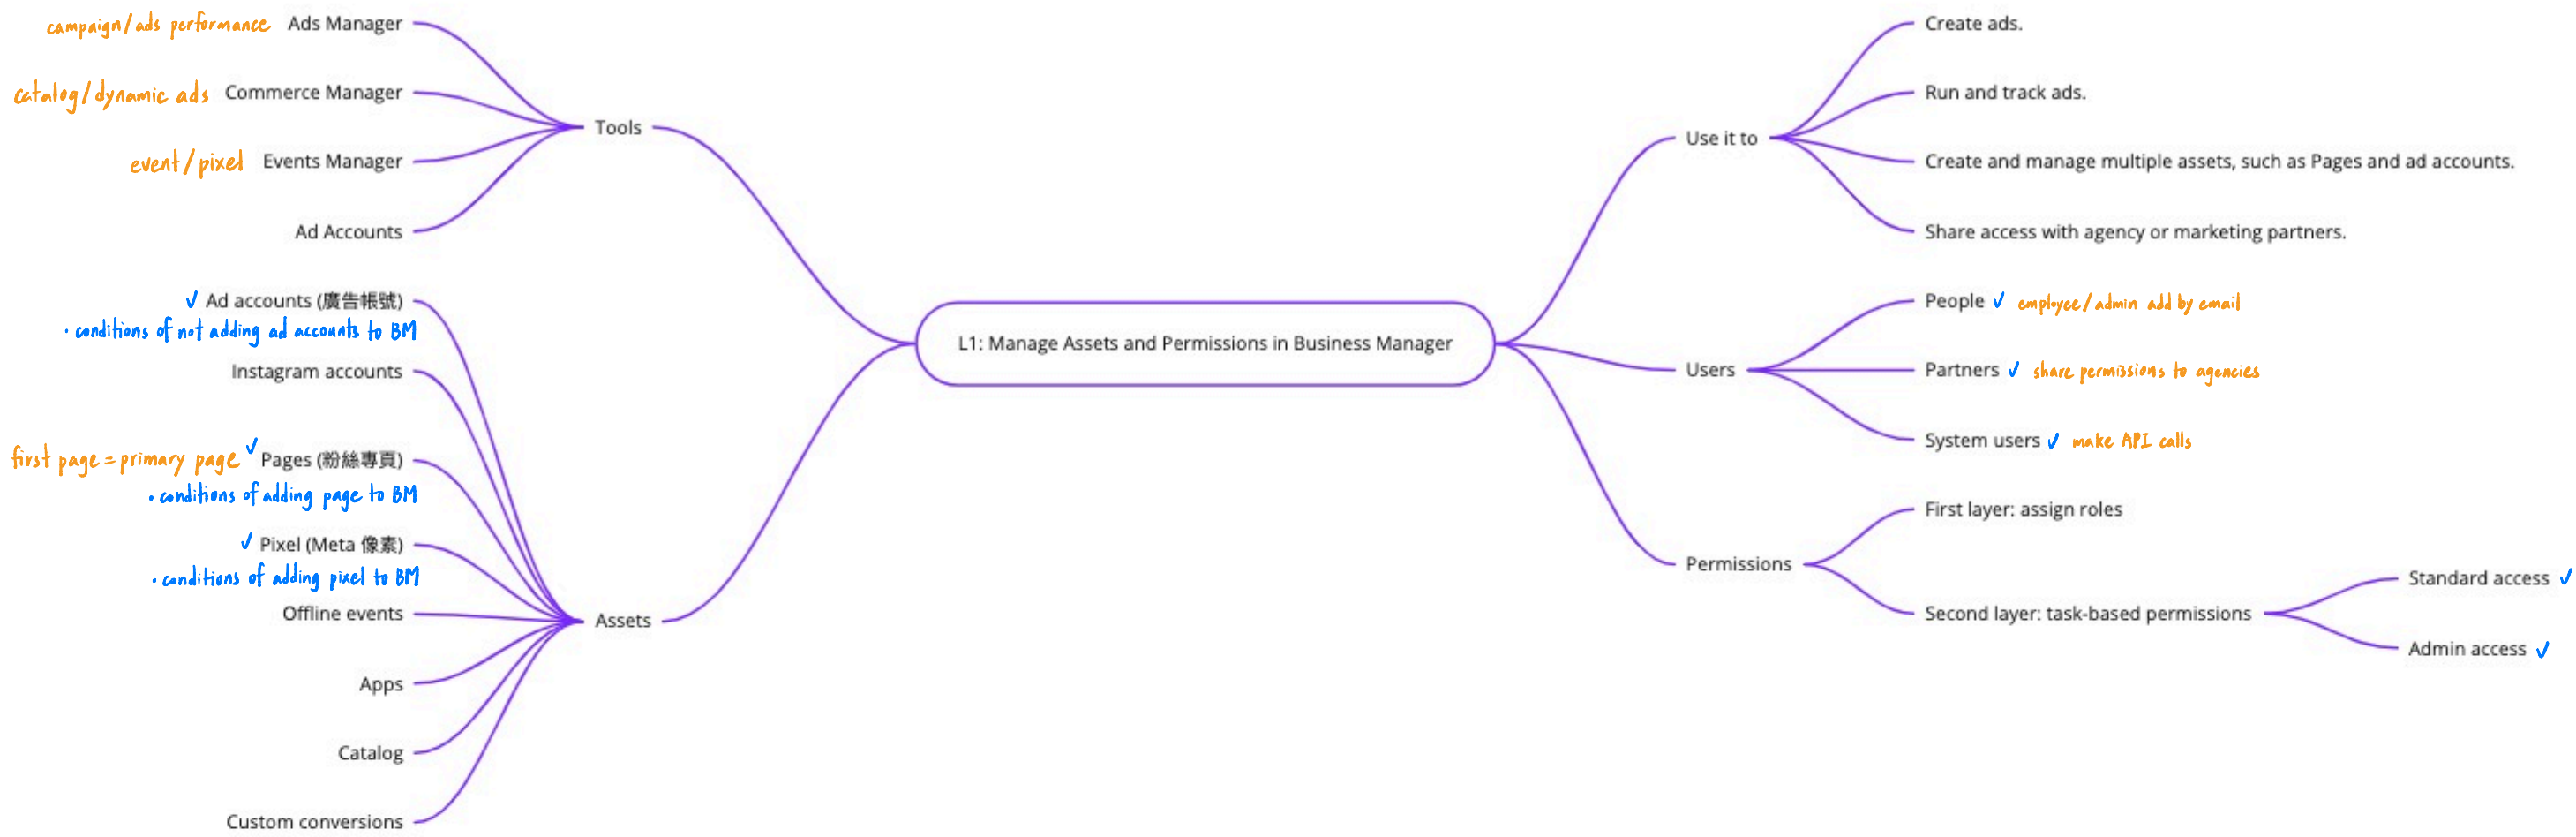 campaign/ads performance Ads Manager
catalog/dynamic ads Commerce Manager
event/pixel Events Manager
Ad Accounts
Tools
✓ Ad accounts (廣告帳號)
• conditions of not adding ad accounts to BM
Instagram accounts
first page = primary page ✓ Pages (粉絲專頁)
• conditions of adding page to BM
✓ Pixel (Meta 像素)
• conditions of adding pixel to BM
Offline events
Apps
Catalog
Custom conversions
Assets
L1: Manage Assets and Permissions in Business Manager
Use it to
Create ads.
Run and track ads.
Create and manage multiple assets, such as Pages and ad accounts.
Share access with agency or marketing partners.
Users
People ✓ employee/admin add by email
Partners ✓ share permissions to agencies
System users ✓ make API calls
Permissions
First layer: assign roles
Second layer: task-based permissions
Standard access ✓
Admin access ✓